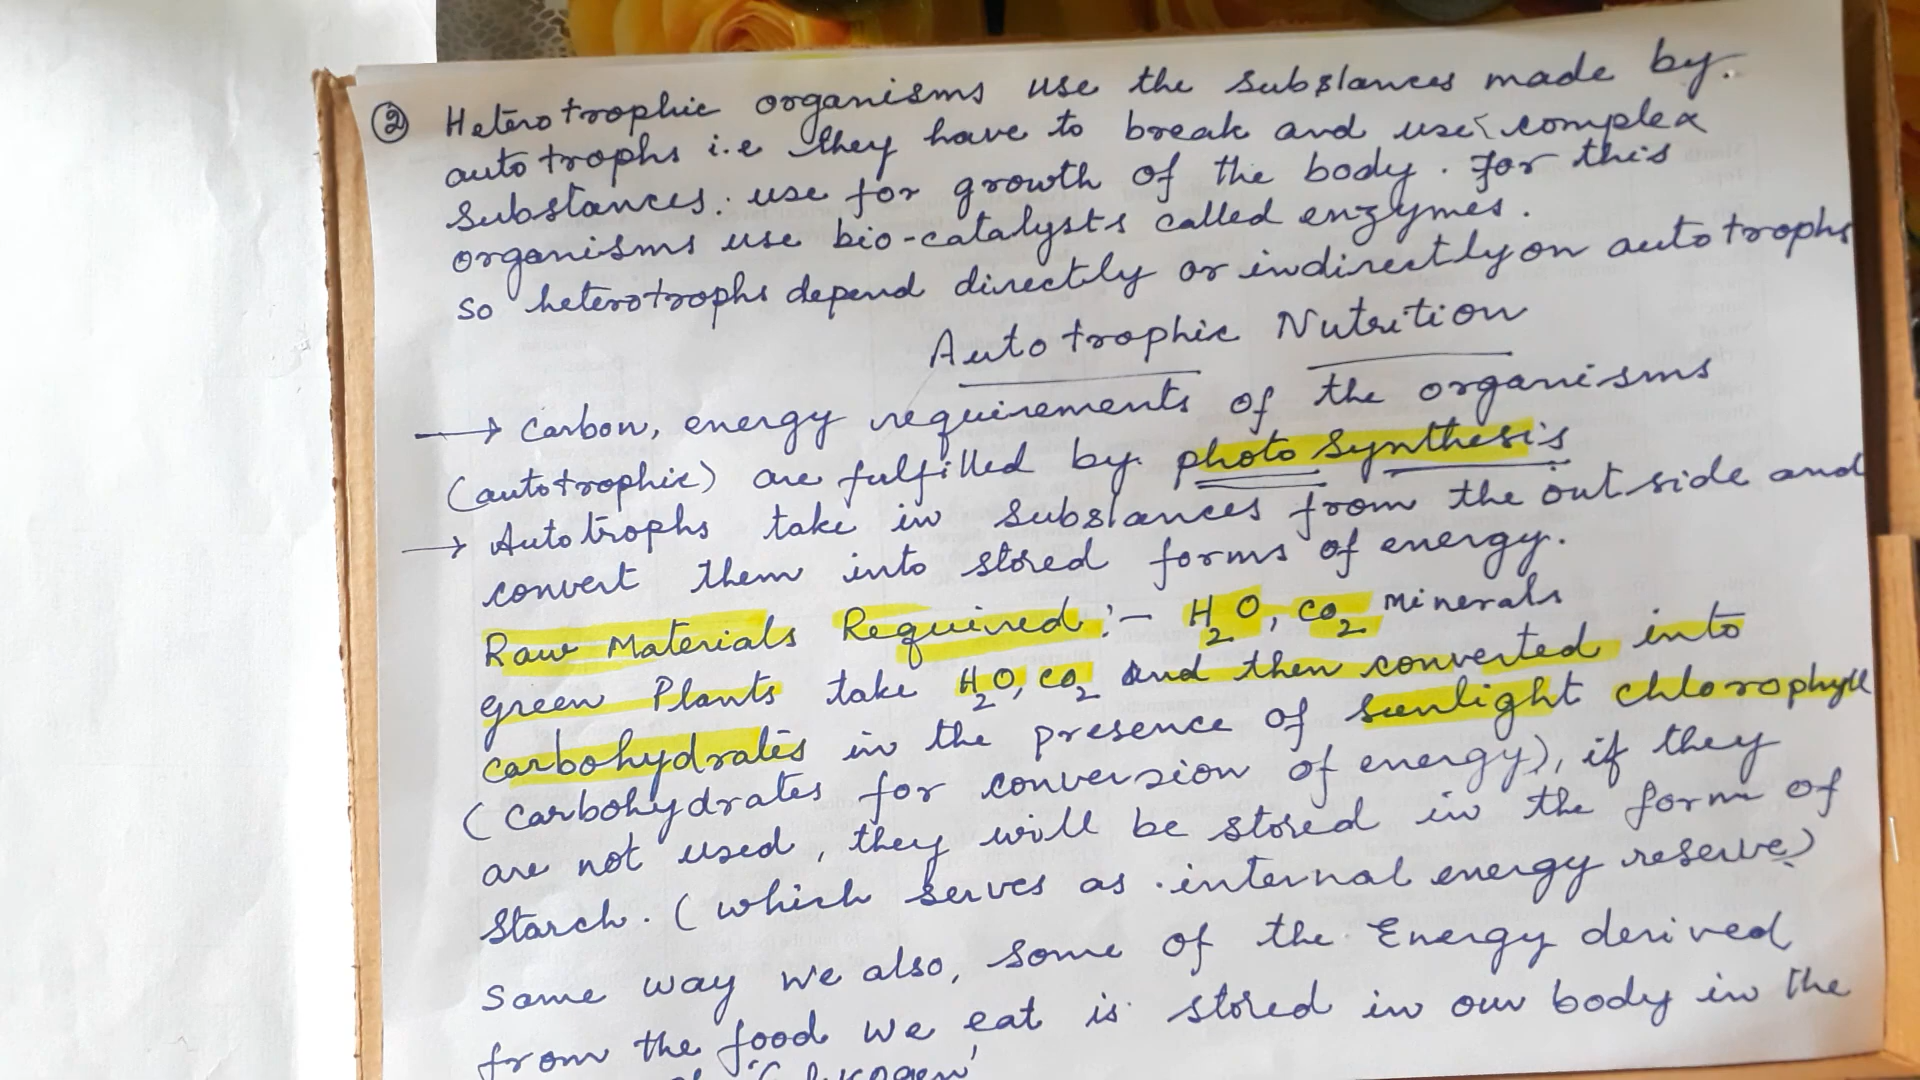 ② Heterotrophic organisms use the substances made by.
autotrophs i.e they have to break and use complex
substances. use for growth of the body. For this
organisms use bio-catalysts called enzymes.
So heterotrophs depend directly or indirectly on autotrophs
Autotrophic Nutrition
→ Carbon, energy requirements of the organisms
(autotrophic) are fulfilled by photo synthesis
→ Autotrophs take in substances from the outside and
convert them into stored forms of energy.
Raw Materials Required :- H₂O, CO₂ Minerals
green Plants take H₂O, CO₂ and then converted into
carbohydrates in the presence of sunlight chlorophyll
(Carbohydrates for conversion of energy), if they
are not used, they will be stored in the form of
Starch. (which serves as internal energy reserve)
Same way we also, some of the Energy derived
from the food we eat is stored in our body in the
'Glycogen'